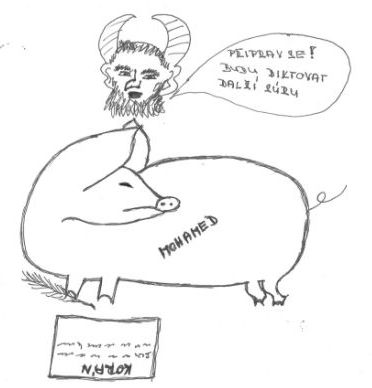 PŘIPRAV SE!
BUDU DIKTOVAT
DALŠÍ SÚRU
MOHAMED
KORÁN